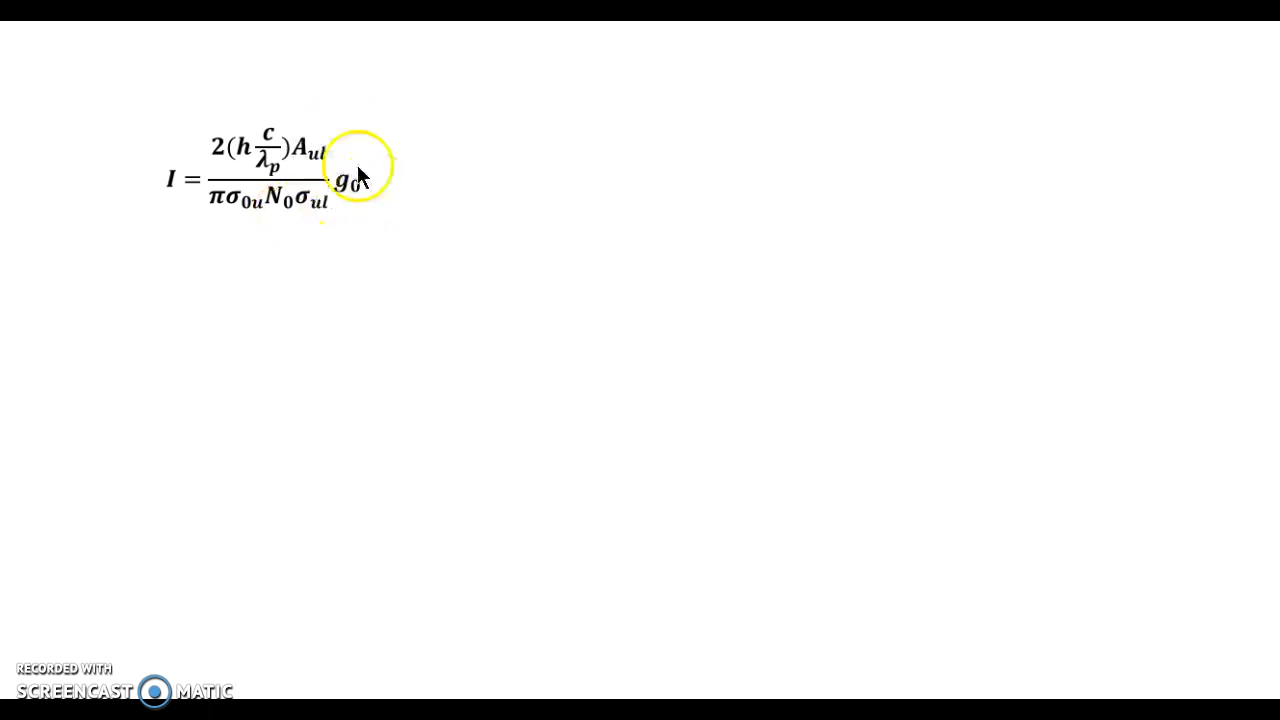 I = 2(h c/λ_p)A_ul / πσ_0u N_0 σ_ul g_0
RECORDED WITH
SCREENCAST MATIC